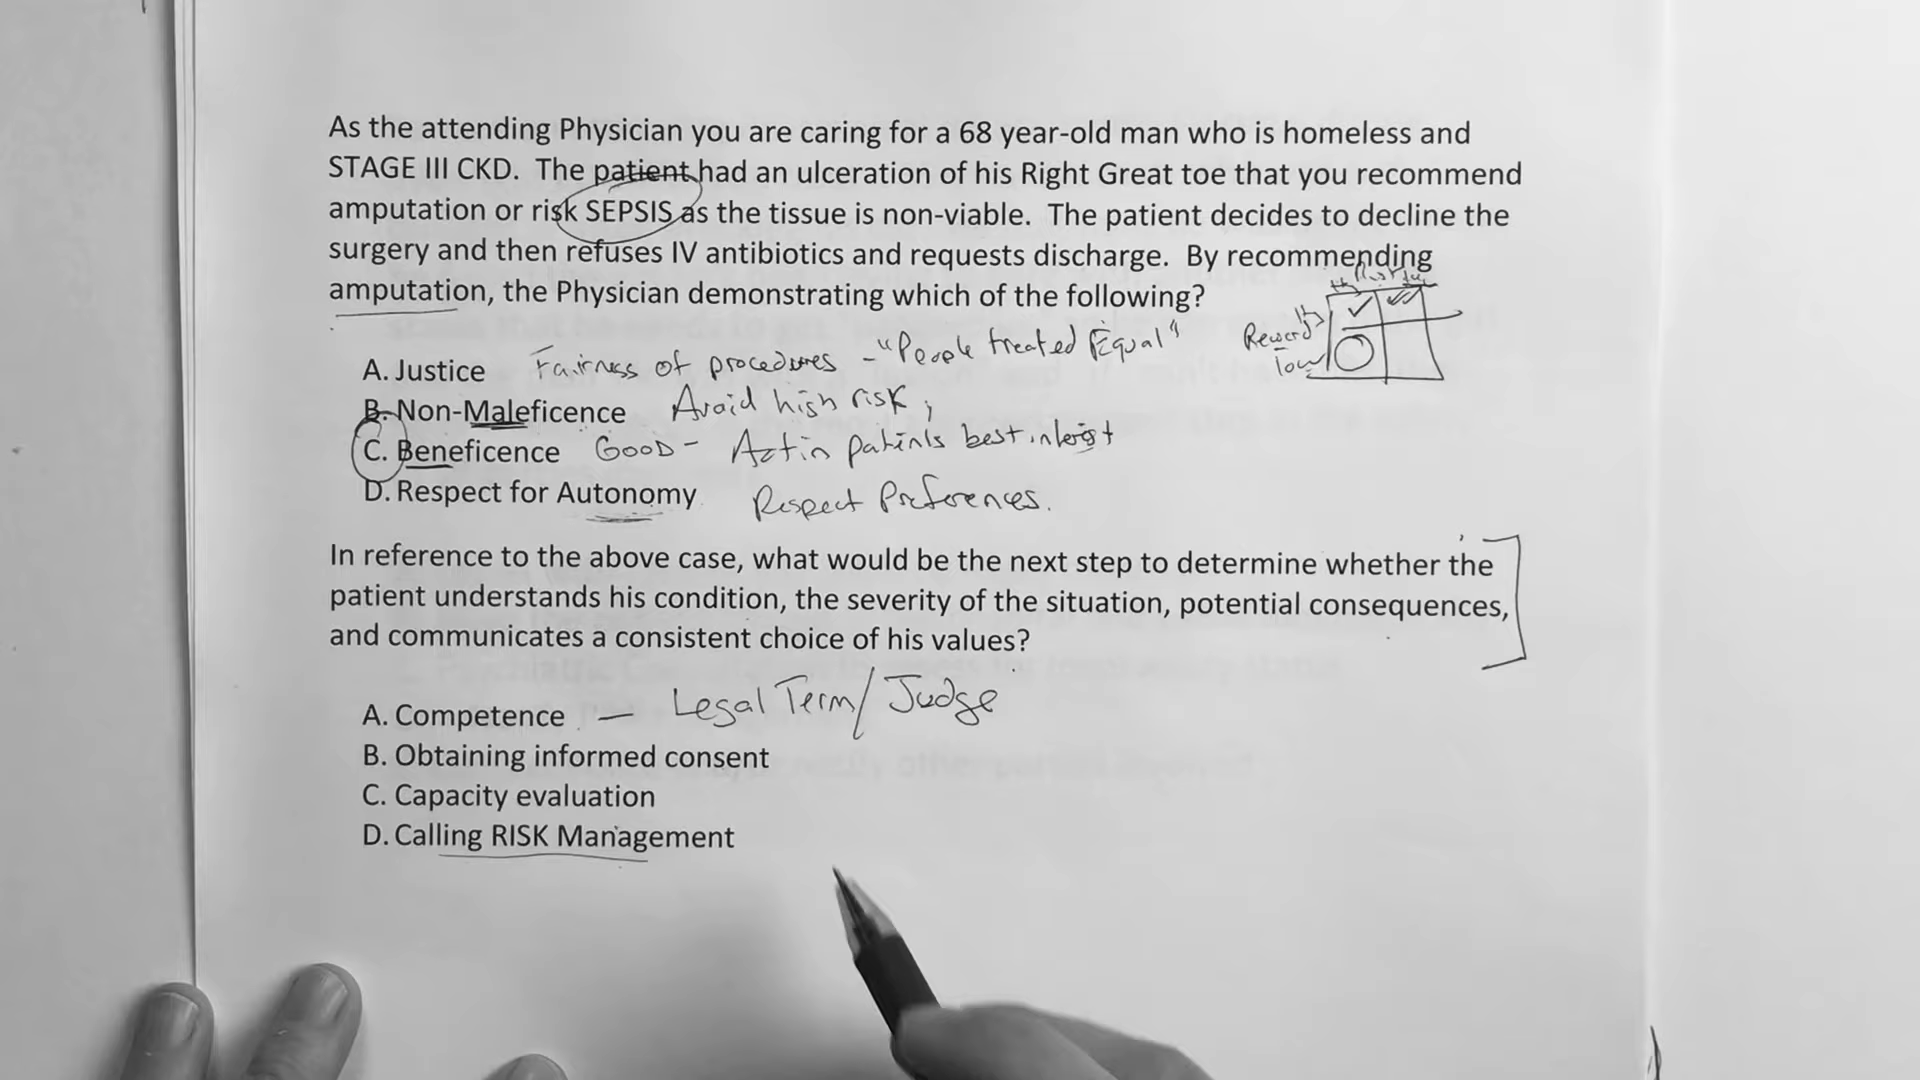 As the attending Physician you are caring for a 68 year-old man who is homeless and
STAGE III CKD. The patient had an ulceration of his Right Great toe that you recommend
amputation or risk SEPSIS as the tissue is non-viable. The patient decides to decline the
surgery and then refuses IV antibiotics and requests discharge. By recommending
amputation, the Physician demonstrating which of the following?
Reward
low
A. Justice Fairness of procedures - "People treated Equal"
B. Non-Maleficence Avoid high risk;
C. Beneficence GOOD - Act in patients best interest
D. Respect for Autonomy Respect Preferences.
In reference to the above case, what would be the next step to determine whether the
patient understands his condition, the severity of the situation, potential consequences,
and communicates a consistent choice of his values?
A. Competence — Legal Term/ Judge
B. Obtaining informed consent
C. Capacity evaluation
D. Calling RISK Management